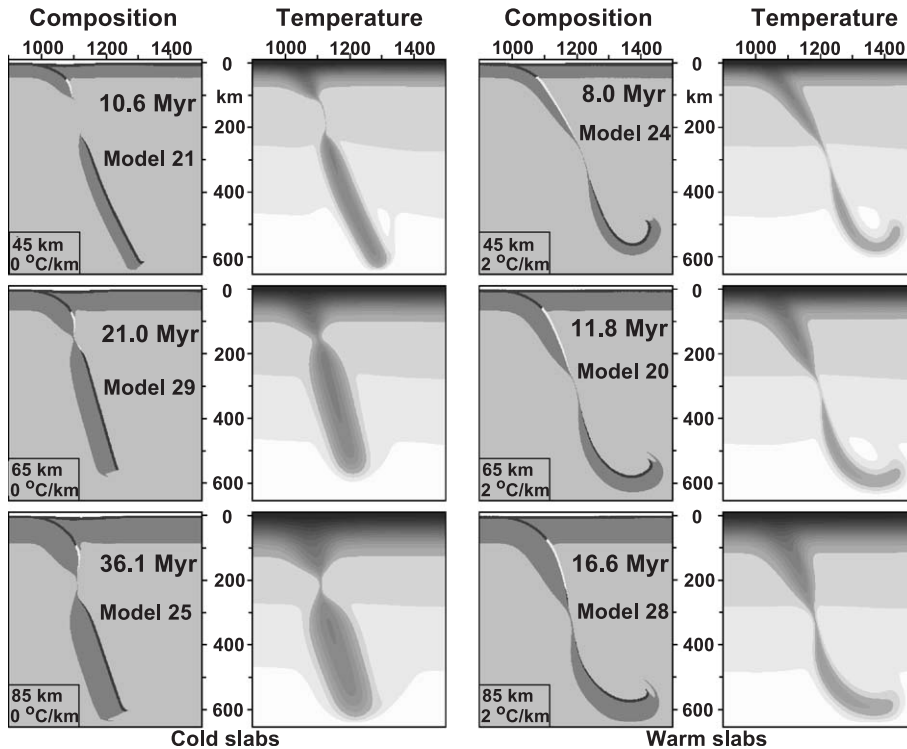 Composition Temperature Composition Temperature
1000 1200 1000 1200 1400 1000 1200 1400 1000 1200 1400
0 0
km km
200 200
400 400
600 600
10.6 Myr
Model 21
45 km
0 °C/km
8.0 Myr
Model 24
45 km
2 °C/km
0 0
200 200
400 400
600 600
21.0 Myr
Model 29
65 km
0 °C/km
11.8 Myr
Model 20
65 km
2 °C/km
0 0
200 200
400 400
600 600
36.1 Myr
Model 25
85 km
0 °C/km
16.6 Myr
Model 28
85 km
2 °C/km
Cold slabs Warm slabs